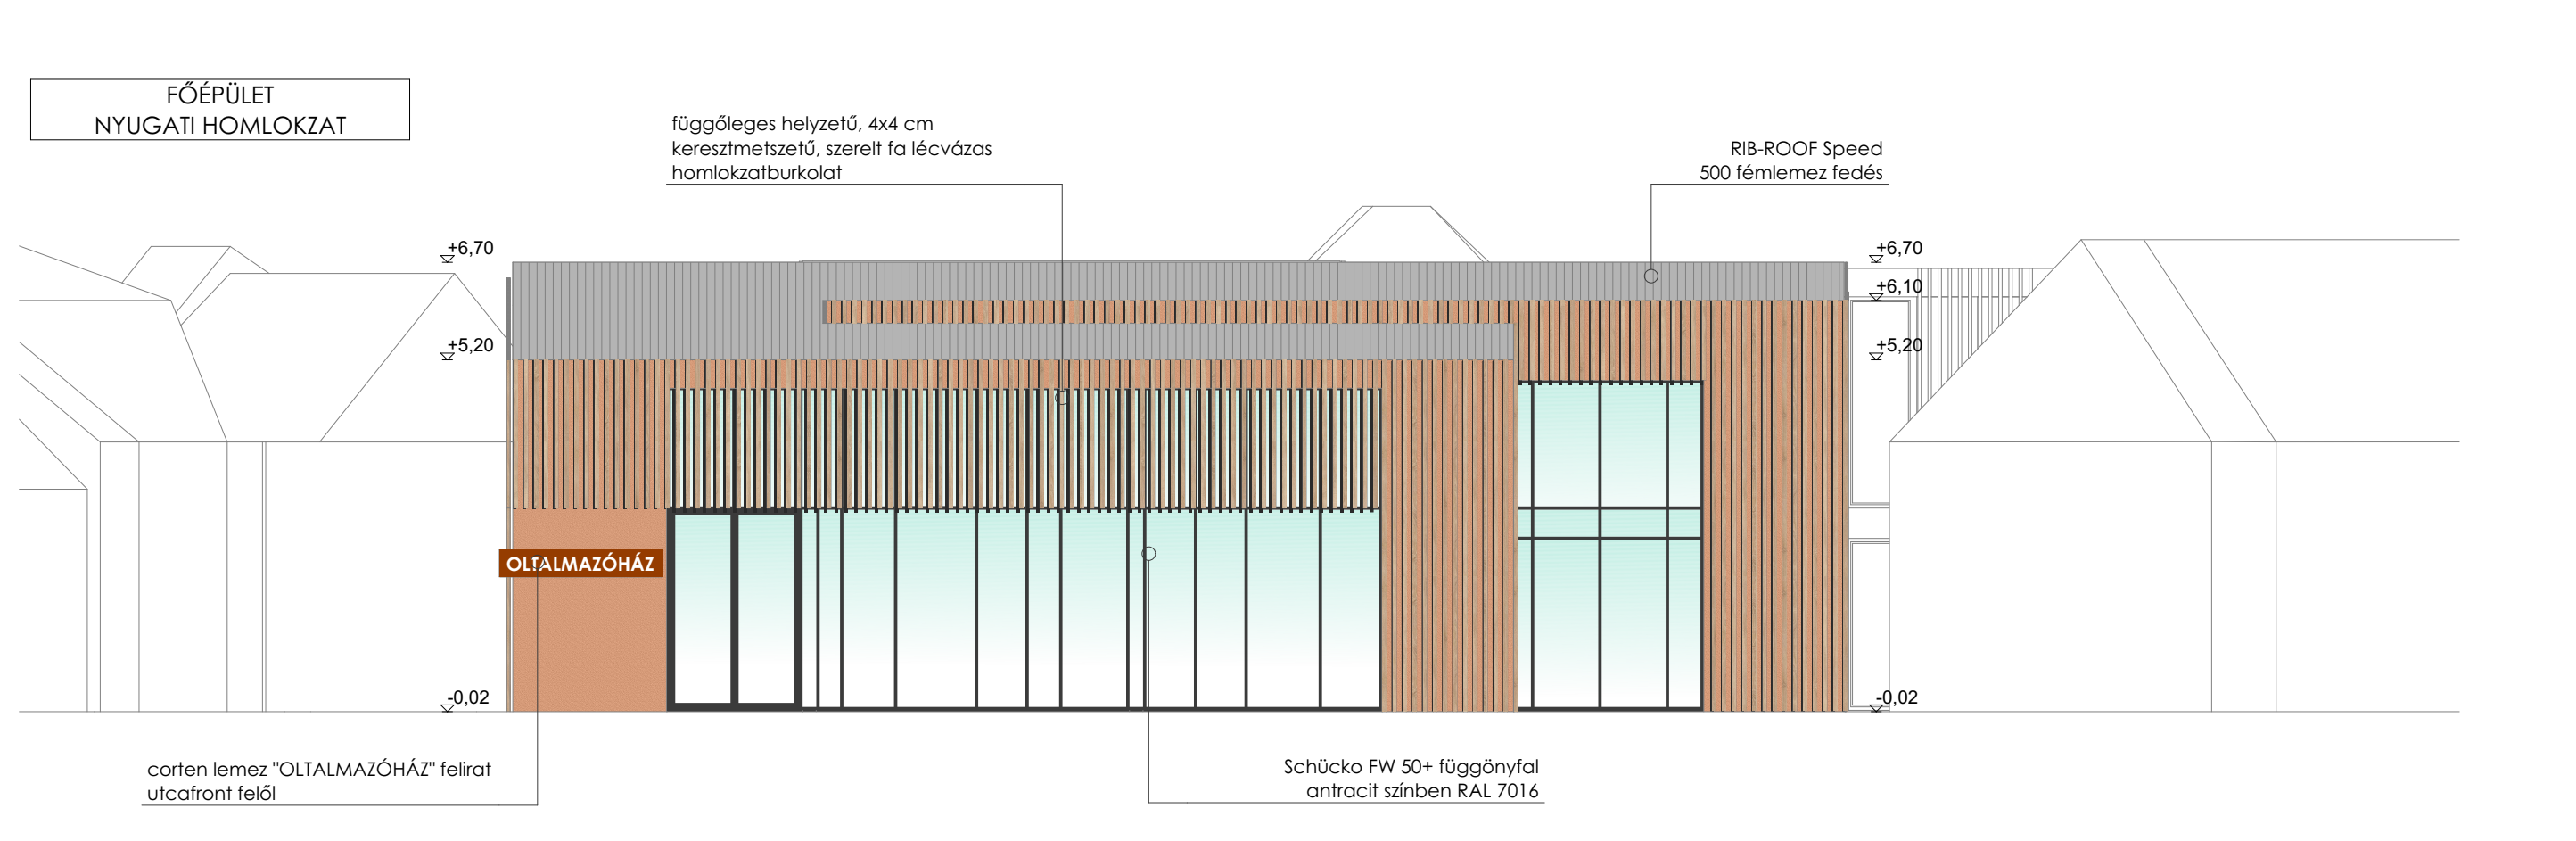 FŐÉPÜLET
NYUGATI HOMLOKZAT
függőleges helyzetű, 4x4 cm
keresztmetszetű, szerelt fa lécvázas
homlokzatburkolat
RIB-ROOF Speed
500 fémlemez fedés
+6,70
+5,20
-0,02
+6,70
+6,10
+5,20
-0,02
OLTALMAZÓHÁZ
corten lemez "OLTALMAZÓHÁZ" felirat
utcafront felől
Schücko FW 50+ függönyfal
antracit színben RAL 7016